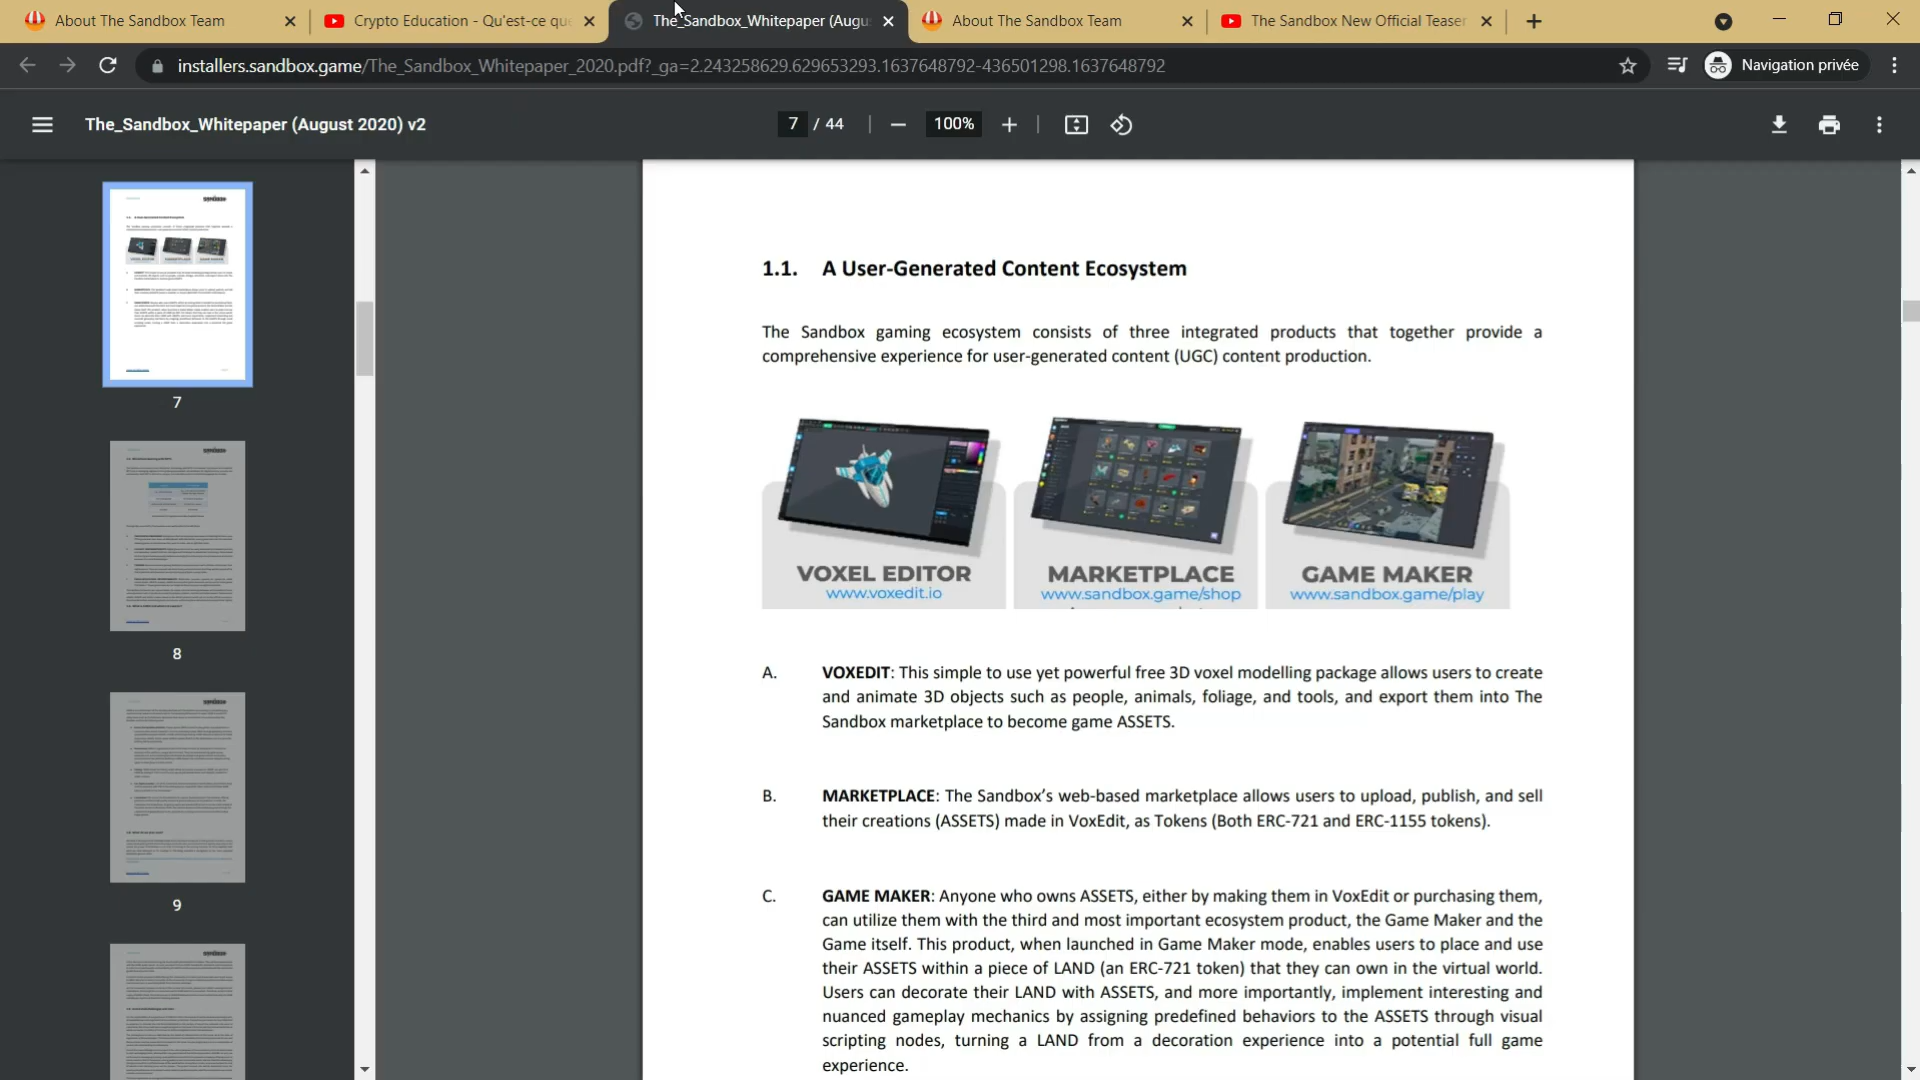 About The Sandbox Team
Crypto Education - Qu'est-ce que
The_Sandbox_Whitepaper (Augu
About The Sandbox Team
The Sandbox New Official Teaser
installers.sandbox.game/The_Sandbox_Whitepaper_2020.pdf?_ga=2.243258629.629653293.1637648792-436501298.1637648792
Navigation privée
The_Sandbox_Whitepaper (August 2020) v2
7 / 44
100%
7
8
9
1.1. A User-Generated Content Ecosystem
The Sandbox gaming ecosystem consists of three integrated products that together provide a
comprehensive experience for user-generated content (UGC) content production.
VOXEL EDITOR
www.voxedit.io
MARKETPLACE
www.sandbox.game/shop
GAME MAKER
www.sandbox.game/play
A. VOXEDIT: This simple to use yet powerful free 3D voxel modelling package allows users to create
and animate 3D objects such as people, animals, foliage, and tools, and export them into The
Sandbox marketplace to become game ASSETS.
B. MARKETPLACE: The Sandbox's web-based marketplace allows users to upload, publish, and sell
their creations (ASSETS) made in VoxEdit, as Tokens (Both ERC-721 and ERC-1155 tokens).
C. GAME MAKER: Anyone who owns ASSETS, either by making them in VoxEdit or purchasing them,
can utilize them with the third and most important ecosystem product, the Game Maker and the
Game itself. This product, when launched in Game Maker mode, enables users to place and use
their ASSETS within a piece of LAND (an ERC-721 token) that they can own in the virtual world.
Users can decorate their LAND with ASSETS, and more importantly, implement interesting and
nuanced gameplay mechanics by assigning predefined behaviors to the ASSETS through visual
scripting nodes, turning a LAND from a decoration experience into a potential full game
experience.